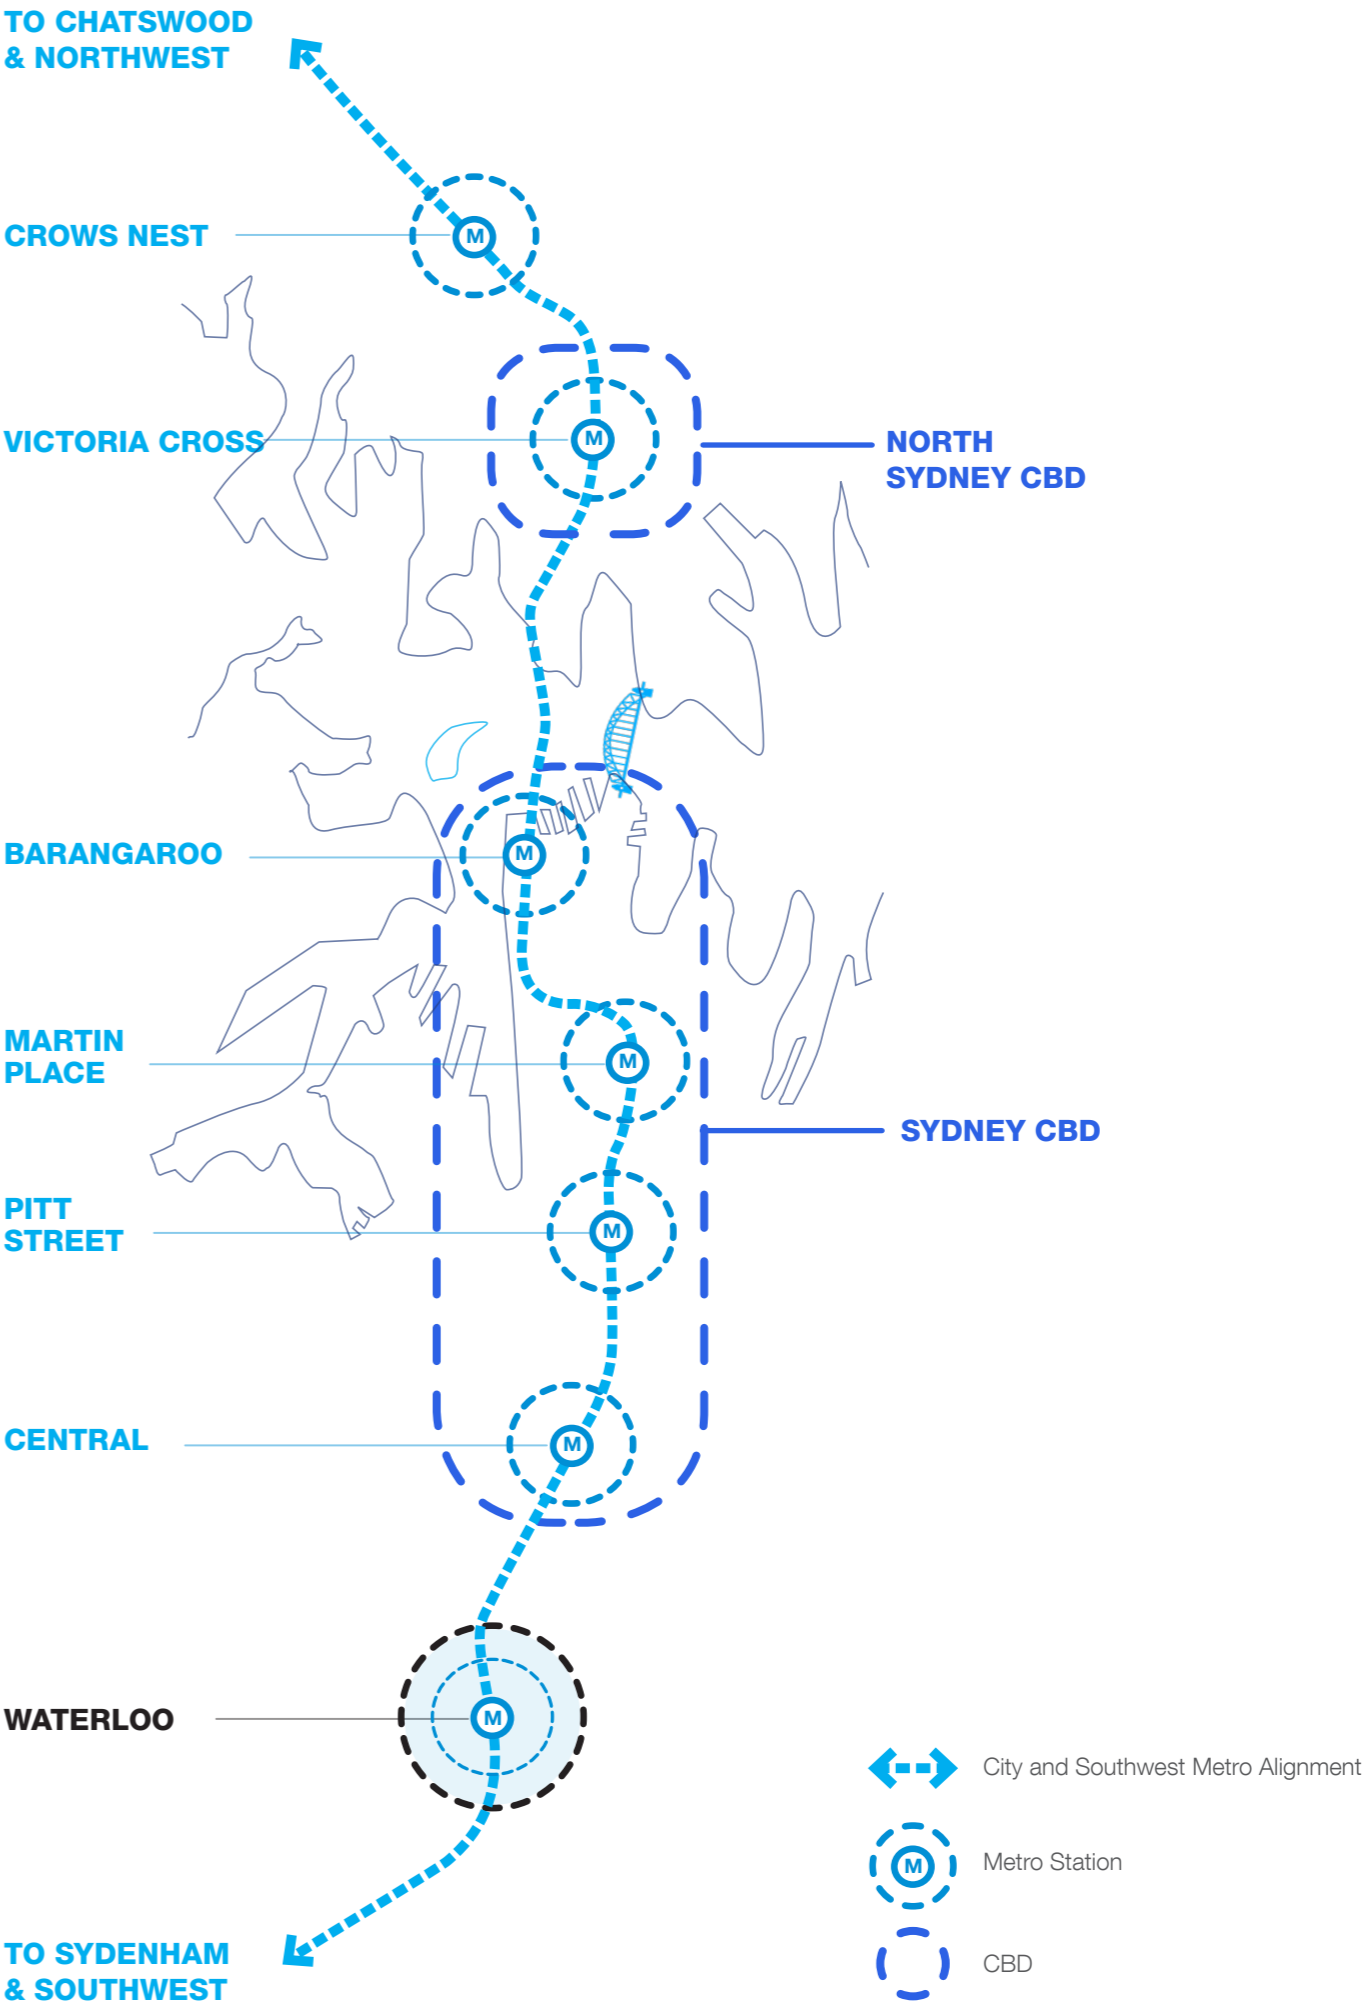 TO CHATSWOOD
& NORTHWEST
CROWS NEST
M
VICTORIA CROSS
M
NORTH
SYDNEY CBD
BARANGAROO
M
MARTIN
PLACE
M
SYDNEY CBD
PITT
STREET
M
CENTRAL
M
WATERLOO
M
City and Southwest Metro Alignment
M
Metro Station
TO SYDENHAM
& SOUTHWEST
CBD